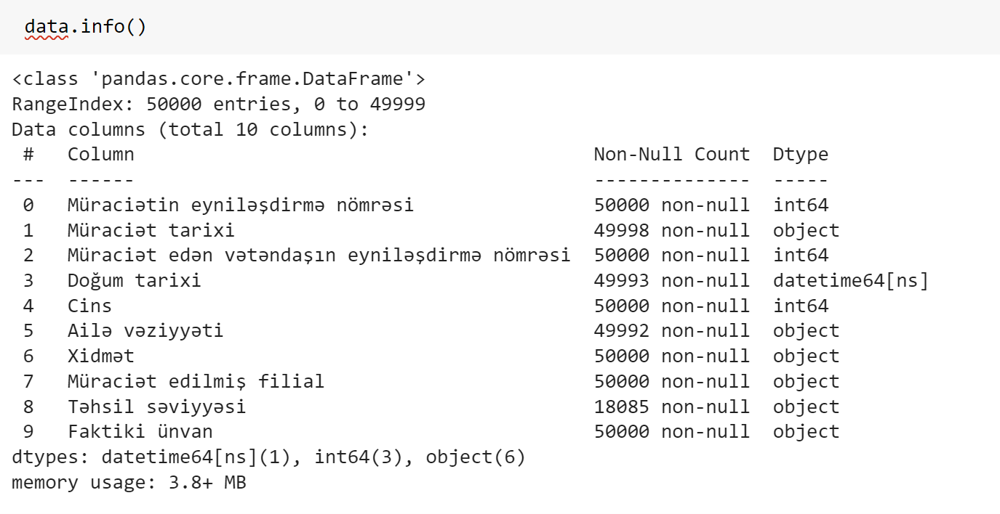 data.info()
<class 'pandas.core.frame.DataFrame'>
RangeIndex: 50000 entries, 0 to 49999
Data columns (total 10 columns):
 #   Column                                        Non-Null Count  Dtype
---  ------                                        --------------  -----
 0   Müraciətin eyniləşdirmə nömrəsi               50000 non-null  int64
 1   Müraciət tarixi                               49998 non-null  object
 2   Müraciət edən vətəndaşın eyniləşdirmə nömrəsi  50000 non-null  int64
 3   Doğum tarixi                                  49993 non-null  datetime64[ns]
 4   Cins                                          50000 non-null  int64
 5   Ailə vəziyyəti                                49992 non-null  object
 6   Xidmət                                        50000 non-null  object
 7   Müraciət edilmiş filial                       50000 non-null  object
 8   Təhsil səviyyəsi                              18085 non-null  object
 9   Faktiki ünvan                                 50000 non-null  object
dtypes: datetime64[ns](1), int64(3), object(6)
memory usage: 3.8+ MB